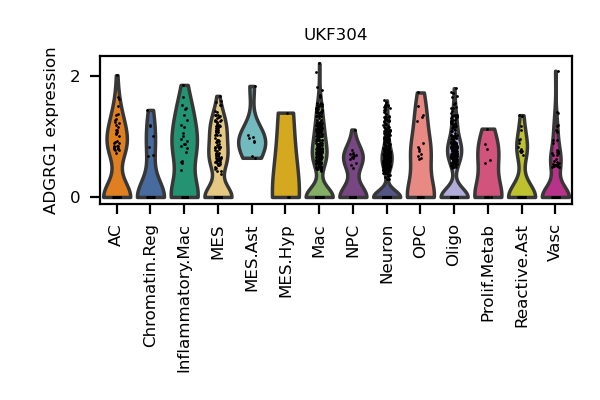 UKF304
ADGRG1 expression
2
0
AC
Chromatin.Reg
Inflammatory.Mac
MES
MES.Ast
MES.Hyp
Mac
NPC
Neuron
OPC
Oligo
Prolif.Metab
Reactive.Ast
Vasc